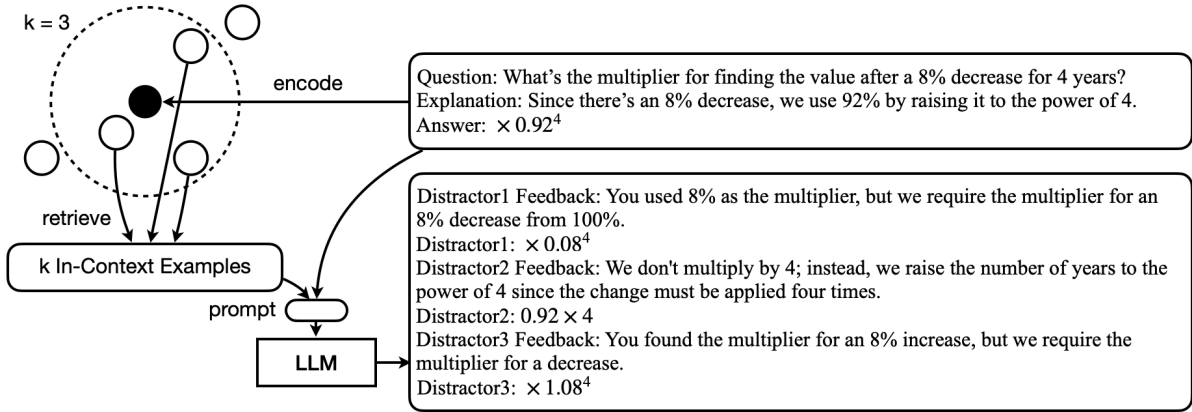 k = 3
encode
Question: What's the multiplier for finding the value after a 8% decrease for 4 years?
Explanation: Since there's an 8% decrease, we use 92% by raising it to the power of 4.
Answer: × 0.92⁴
retrieve
k In-Context Examples
prompt
LLM
Distractor1 Feedback: You used 8% as the multiplier, but we require the multiplier for an
8% decrease from 100%.
Distractor1: × 0.08⁴
Distractor2 Feedback: We don't multiply by 4; instead, we raise the number of years to the
power of 4 since the change must be applied four times.
Distractor2: 0.92 × 4
Distractor3 Feedback: You found the multiplier for an 8% increase, but we require the
multiplier for a decrease.
Distractor3: × 1.08⁴